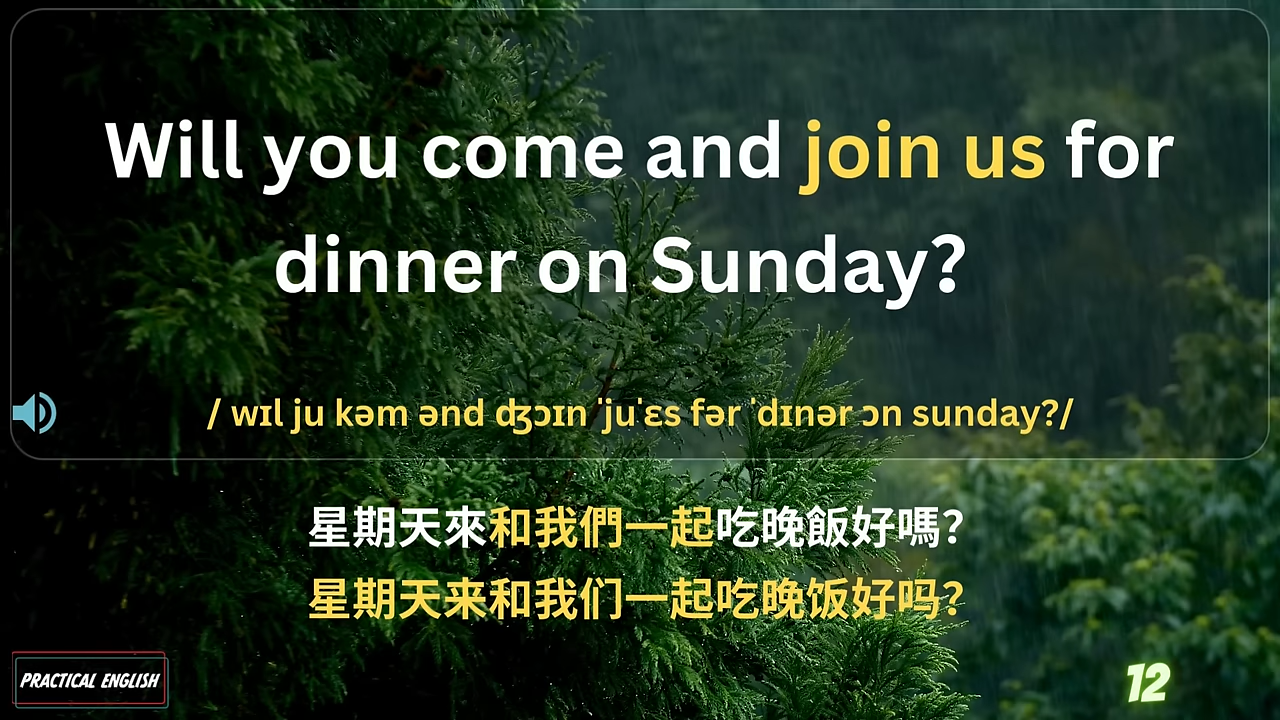 Will you come and join us for
dinner on Sunday?
/ wɪl ju kəm ənd ʤɔɪn ˈjuˈɛs fər ˈdɪnər ɔn sunday?/
星期天來和我們一起吃晚飯好嗎?
星期天来和我们一起吃晚饭好吗?
PRACTICAL ENGLISH
12